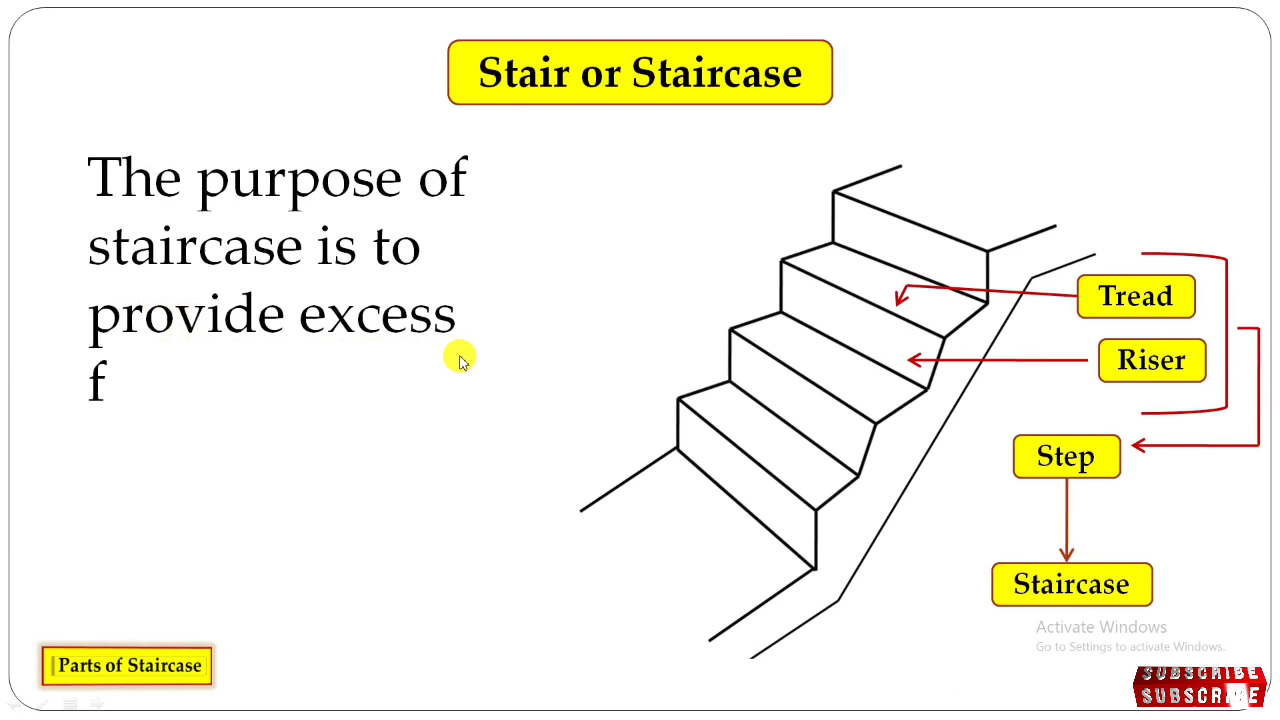 Stair or Staircase
The purpose of
staircase is to
provide excess
f
Tread
Riser
Step
Staircase
Activate Windows
Go to Settings to activate Windows.
Parts of Staircase
SUBSCRIBE
SUBSCRIBE